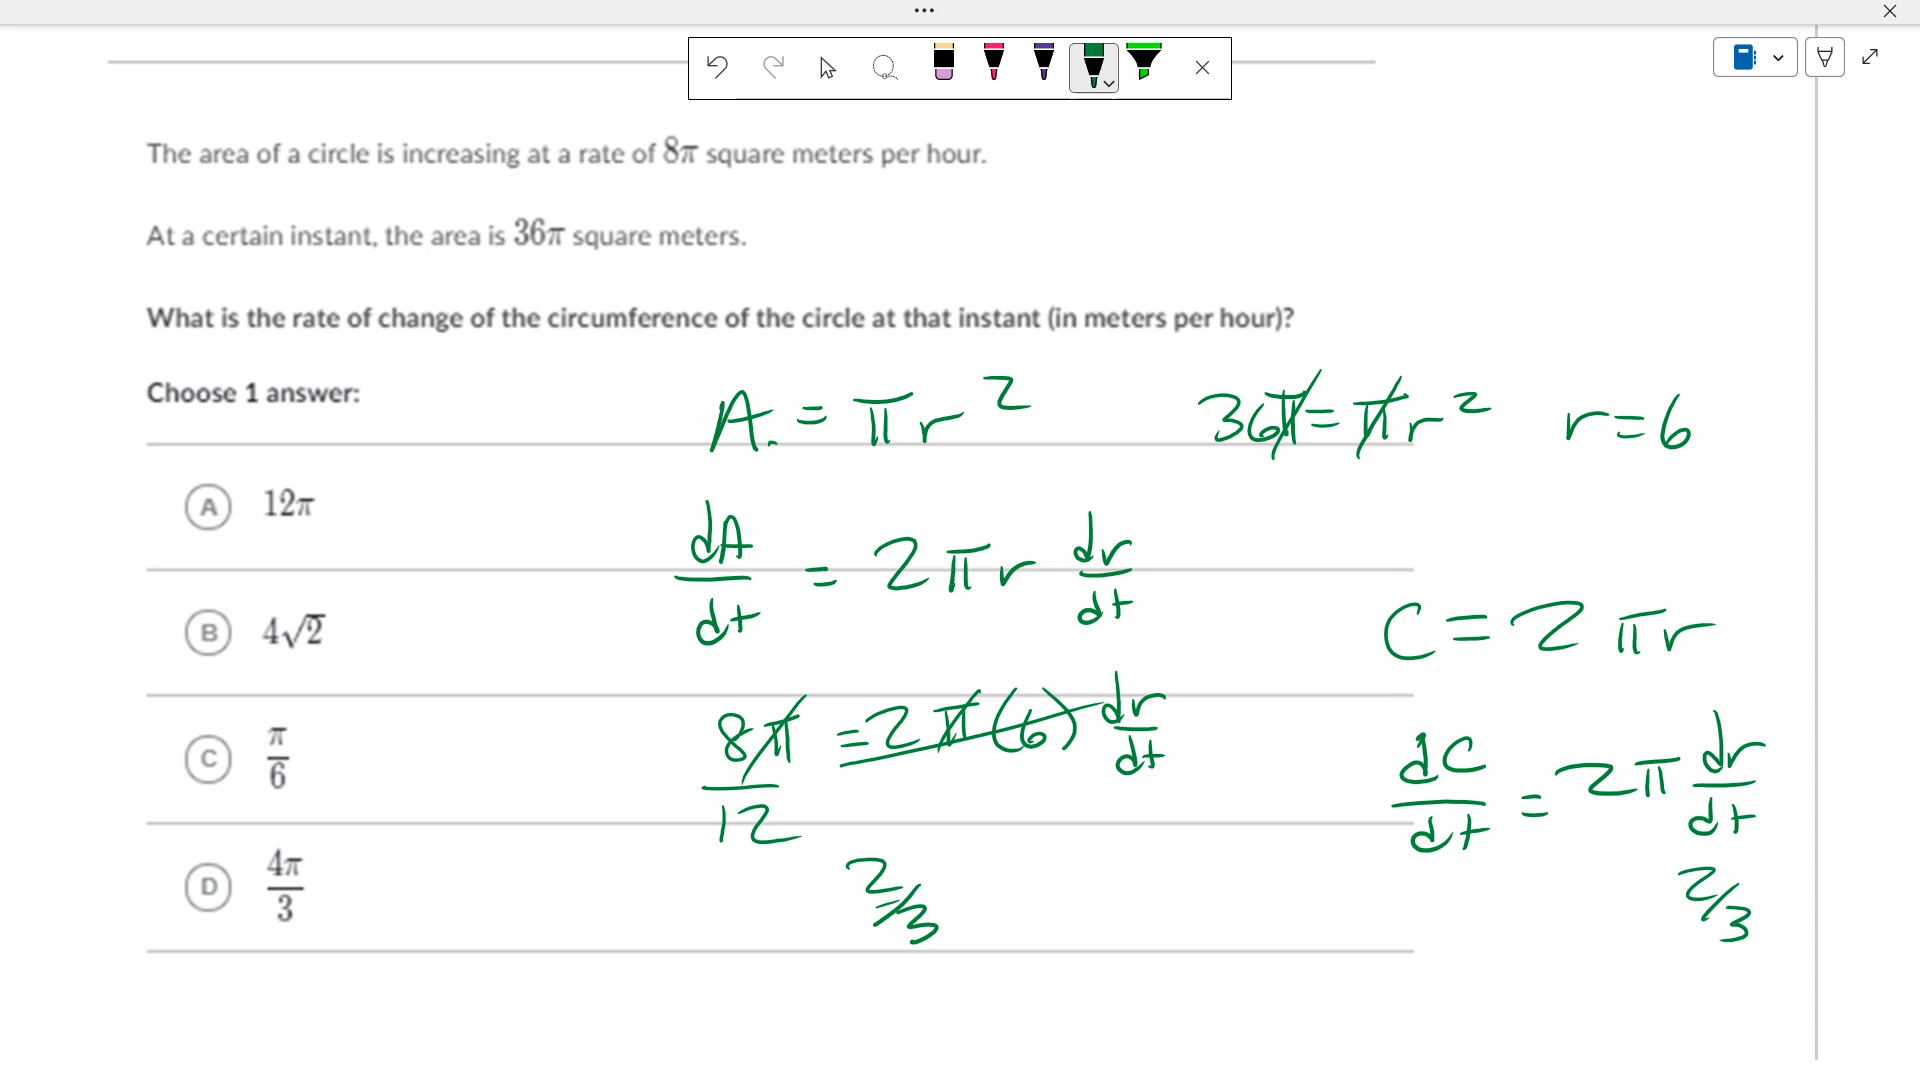 The area of a circle is increasing at a rate of 8π square meters per hour.
At a certain instant, the area is 36π square meters.
What is the rate of change of the circumference of the circle at that instant (in meters per hour)?
Choose 1 answer:
A 12π
B 4√2
C π/6
D 4π/3
A = πr²
36π = πr²
r = 6
dA/dt = 2πr dr/dt
C = 2πr
8π/12 = 2π(6) dr/dt
2/3
dC/dt = 2π dr/dt
2/3